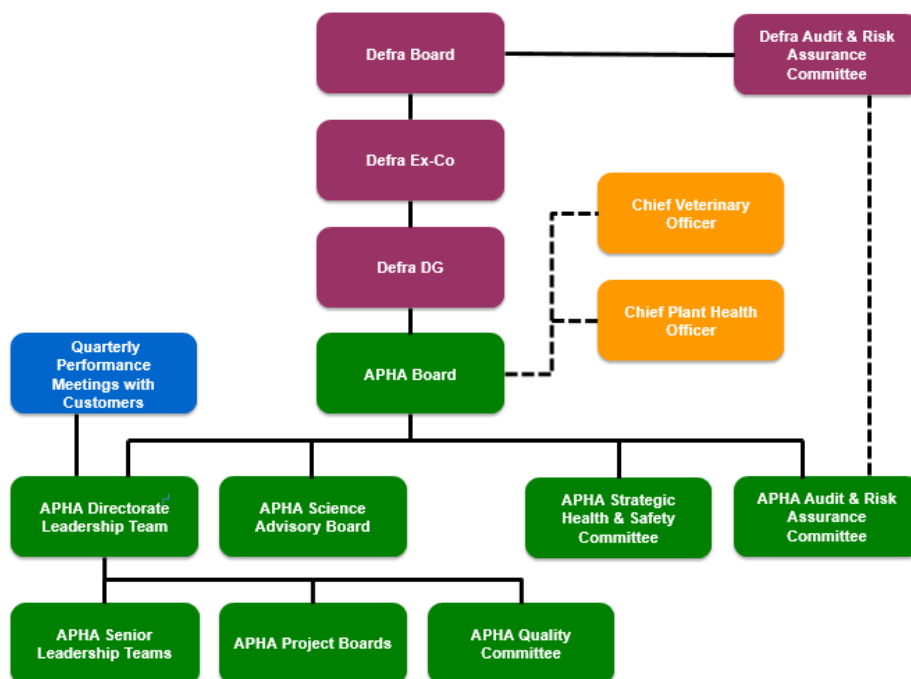 Defra Board
Defra Audit & Risk
Assurance
Committee
Defra Ex-Co
Chief Veterinary
Officer
Defra DG
Chief Plant Health
Officer
Quarterly
Performance
Meetings with
Customers
APHA Board
APHA Directorate
Leadership Team
APHA Science
Advisory Board
APHA Strategic
Health & Safety
Committee
APHA Audit & Risk
Assurance
Committee
APHA Senior
Leadership Teams
APHA Project Boards
APHA Quality
Committee